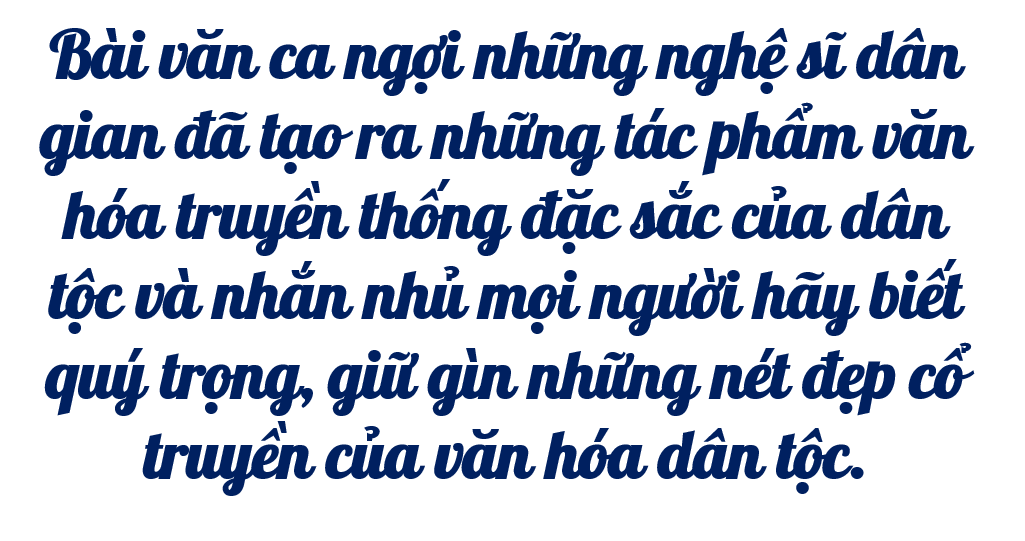 Bài văn ca ngợi những nghệ sĩ dân
gian đã tạo ra những tác phẩm văn
hóa truyền thống đặc sắc của dân
tộc và nhắn nhủ mọi người hãy biết
quý trọng, giữ gìn những nét đẹp cổ
truyền của văn hóa dân tộc.